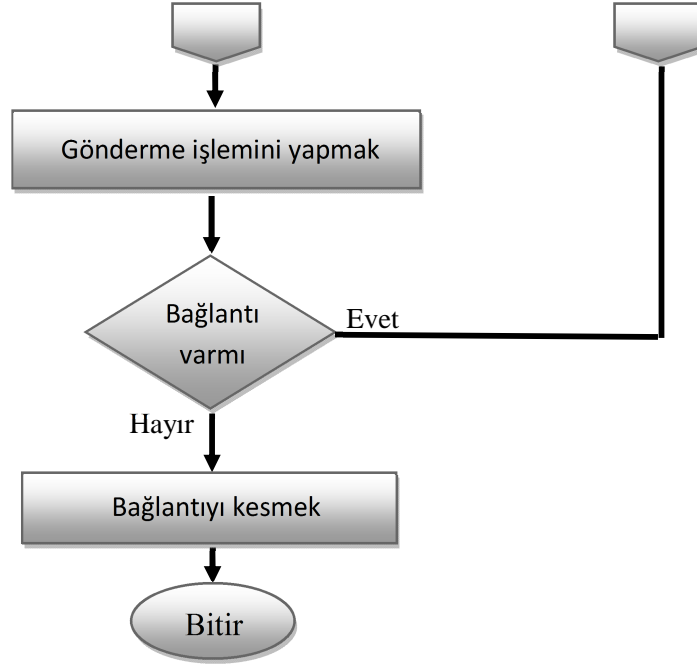 Gönderme işlemini yapmak
Bağlantı
varmı
Evet
Hayır
Bağlantıyı kesmek
Bitir